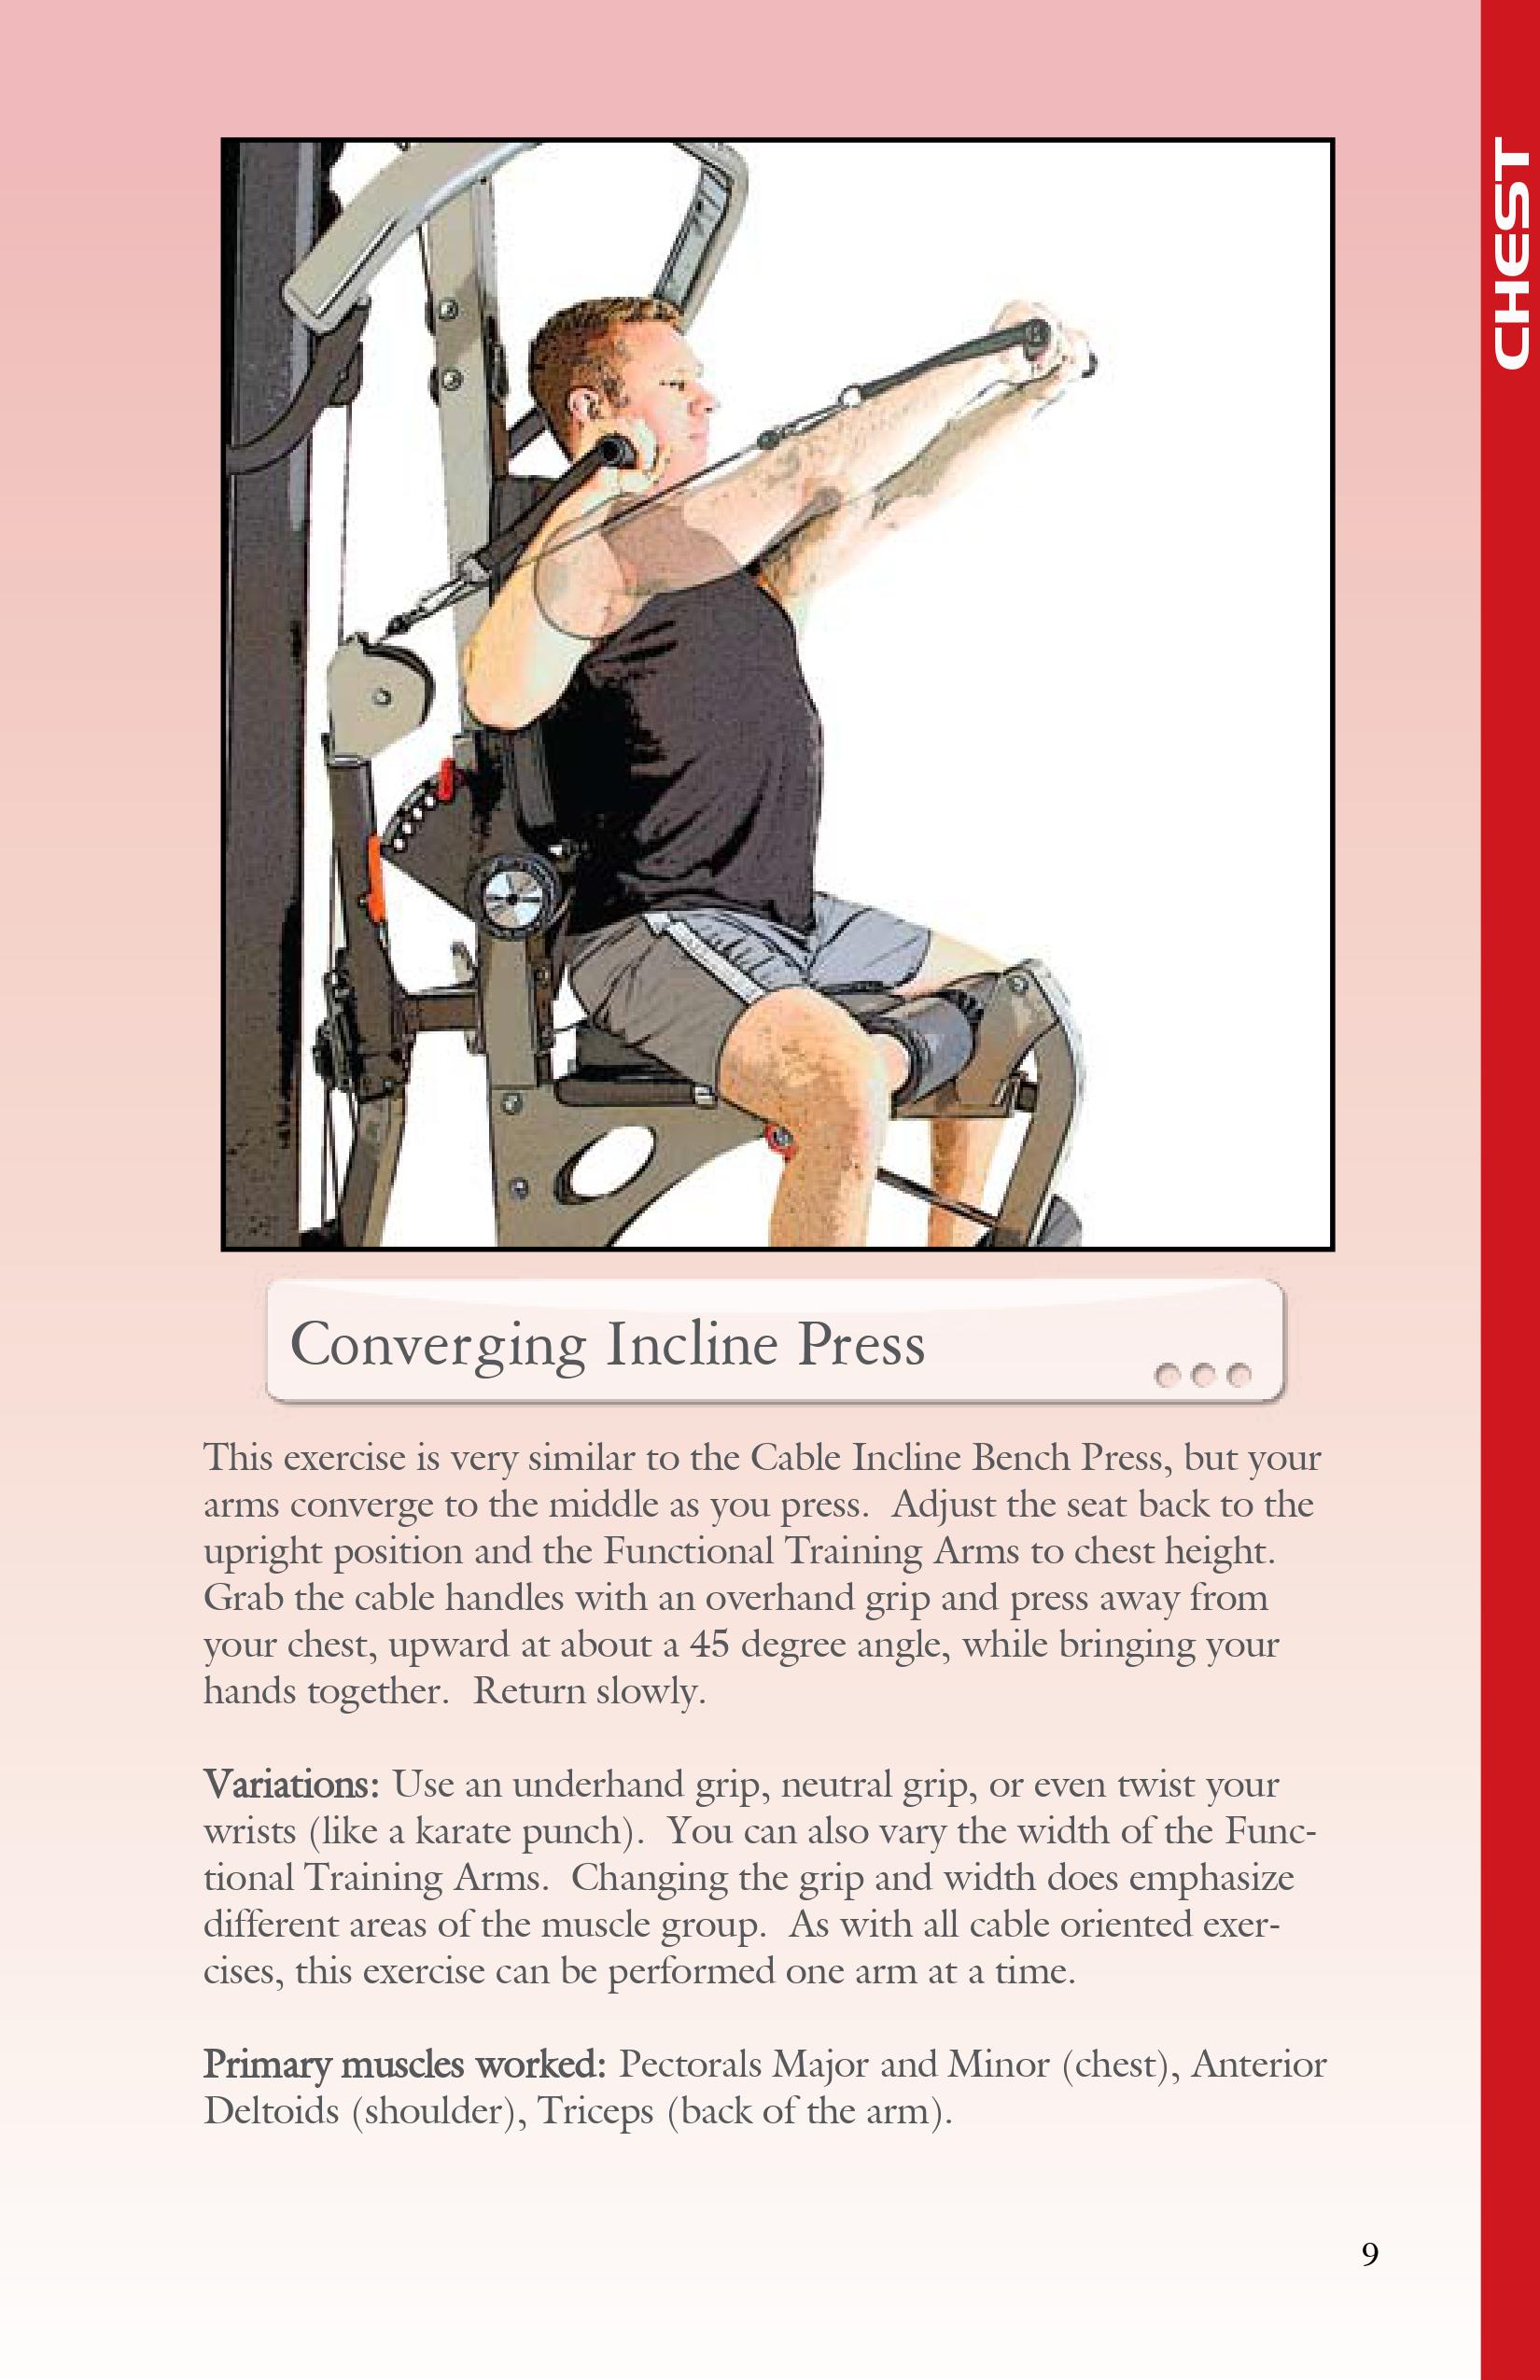 CHEST
Converging Incline Press
This exercise is very similar to the Cable Incline Bench Press, but your
arms converge to the middle as you press.  Adjust the seat back to the
upright position and the Functional Training Arms to chest height.
Grab the cable handles with an overhand grip and press away from
your chest, upward at about a 45 degree angle, while bringing your
hands together.  Return slowly.
Variations: Use an underhand grip, neutral grip, or even twist your
wrists (like a karate punch).  You can also vary the width of the Func-
tional Training Arms.  Changing the grip and width does emphasize
different areas of the muscle group.  As with all cable oriented exer-
cises, this exercise can be performed one arm at a time.
Primary muscles worked: Pectorals Major and Minor (chest), Anterior
Deltoids (shoulder), Triceps (back of the arm).
9